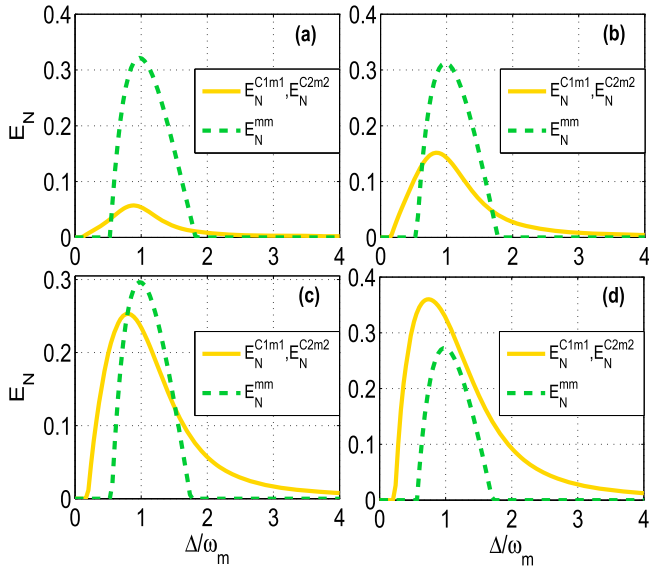 (a)
0.4
0.3
0.2
0.1
0
E_N
E_N^C1m1,E_N^C2m2
E_N^mm
0 1 2 3 4
(b)
0.4
0.3
0.2
0.1
0
E_N^C1m1,E_N^C2m2
E_N^mm
0 1 2 3 4
(c)
0.3
0.2
0.1
0
E_N
E_N^C1m1,E_N^C2m2
E_N^mm
0 1 2 3 4
Δ/ω_m
(d)
0.4
0.3
0.2
0.1
0
E_N^C1m1,E_N^C2m2
E_N^mm
0 1 2 3 4
Δ/ω_m